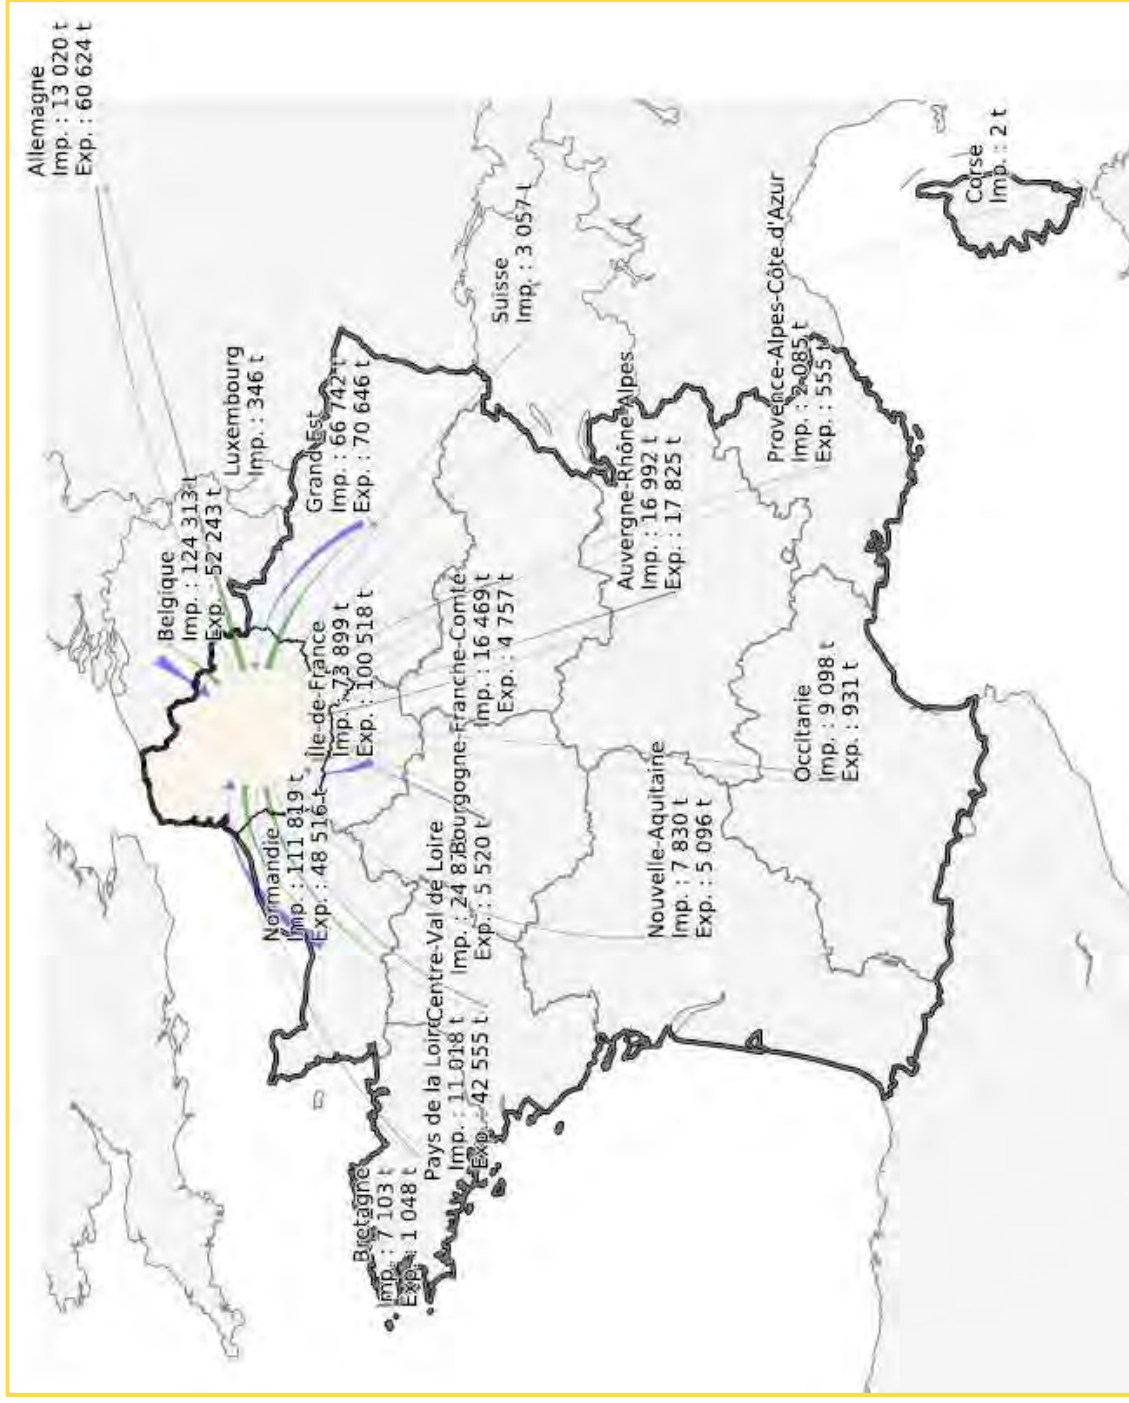 Allemagne
Imp. : 13 020 t
Exp. : 60 624 t
Belgique
Imp. : 124 313 t
Exp. : 52 243 t
Luxembourg
Imp. : 346 t
Normandie
Imp. : 111 819 t
Exp. : 48 516 t
Île-de-France
Imp. : 73 899 t
Exp. : 100 518 t
Grand-Est
Imp. : 66 742 t
Exp. : 70 646 t
Bretagne
Imp. : 7 103 t
Exp. : 1 048 t
Pays de la Loire
Imp. : 11 018 t
Exp. : 42 555 t
Centre-Val de Loire
Imp. : 24
Exp. : 5 520 t
Bourgogne-Franche-Comté
Imp. : 16 469 t
Exp. : 4 757 t
Suisse
Imp. : 3 057 t
Nouvelle-Aquitaine
Imp. : 7 830 t
Exp. : 5 096 t
Auvergne-Rhône-Alpes
Imp. : 16 992 t
Exp. : 17 825 t
Occitanie
Imp. : 9 098 t
Exp. : 931 t
Provence-Alpes-Côte d'Azur
Imp. : 2 085 t
Exp. : 555 t
Corse
Imp. : 2 t